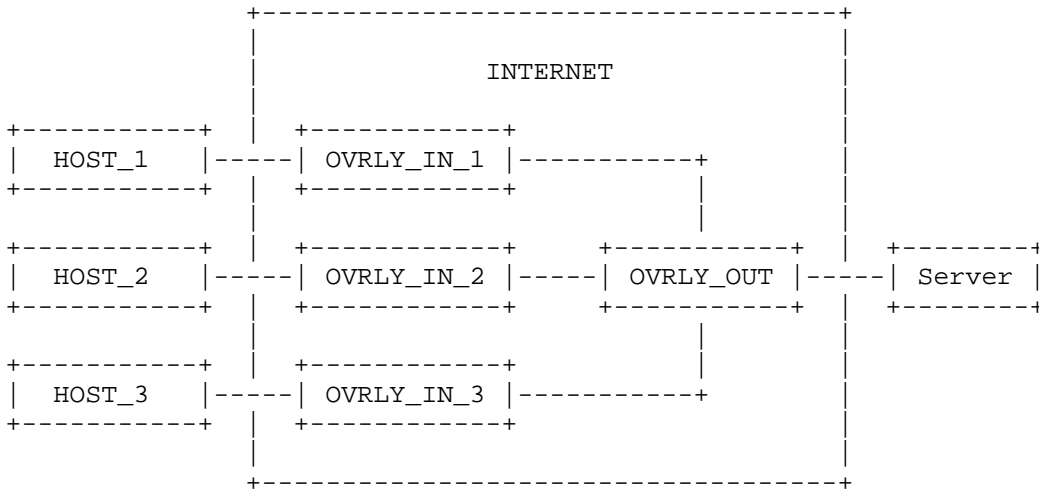 INTERNET
HOST_1 OVRLY_IN_1
HOST_2 OVRLY_IN_2 OVRLY_OUT Server
HOST_3 OVRLY_IN_3